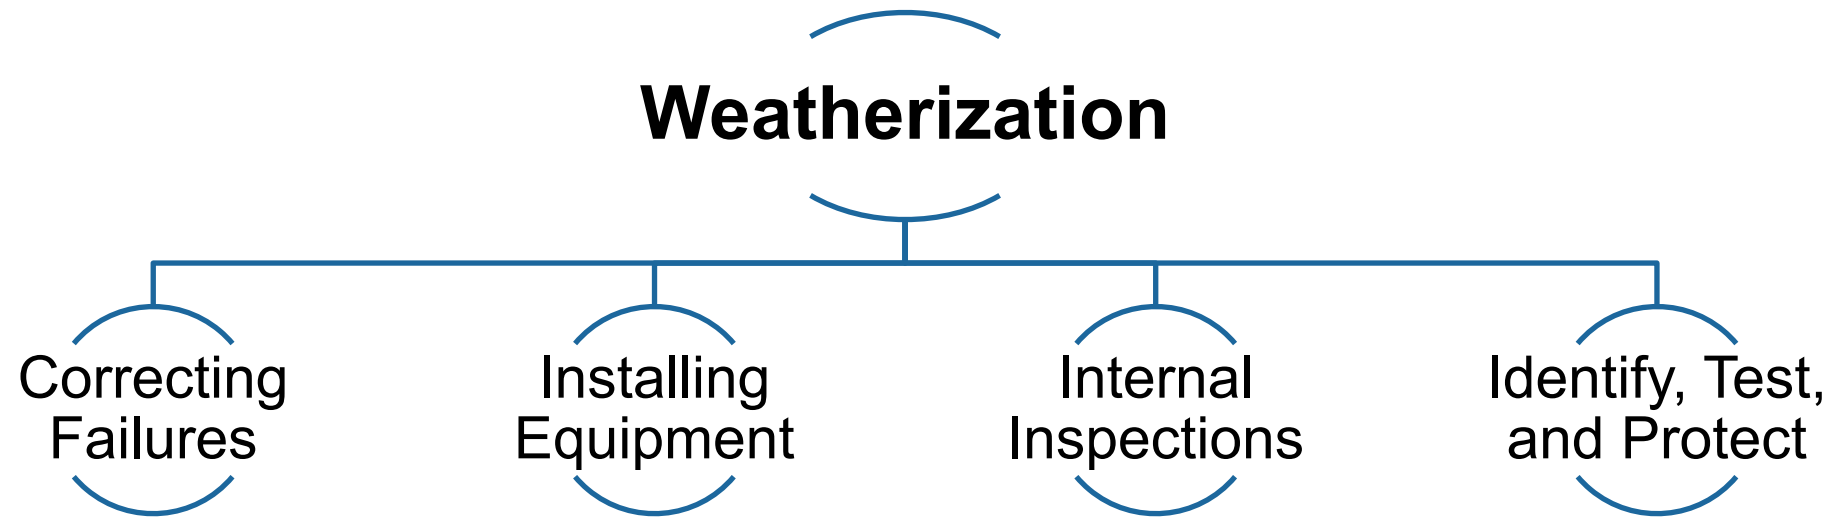 Weatherization
Correcting
Failures
Installing
Equipment
Internal
Inspections
Identify, Test,
and Protect